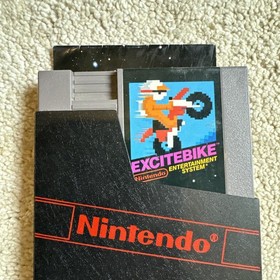 EXCITEBIKE
Nintendo ENTERTAINMENT
SYSTEM
Nintendo®